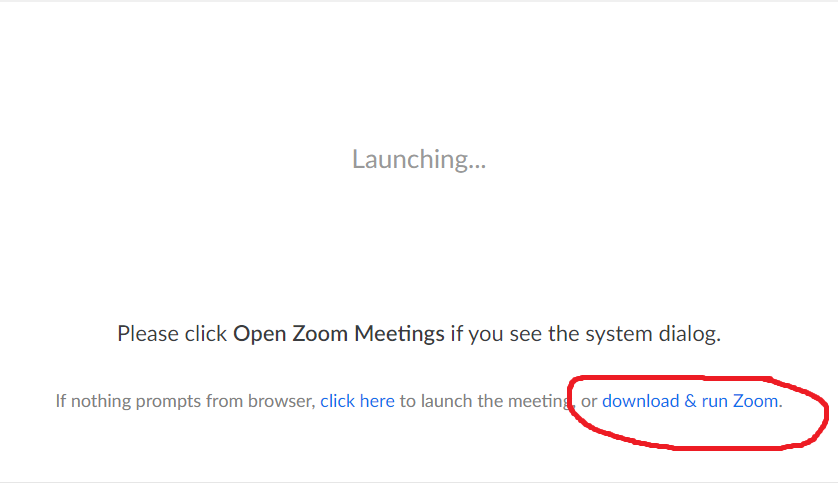 Launching...
Please click Open Zoom Meetings if you see the system dialog.
If nothing prompts from browser, click here to launch the meeting, or download & run Zoom.